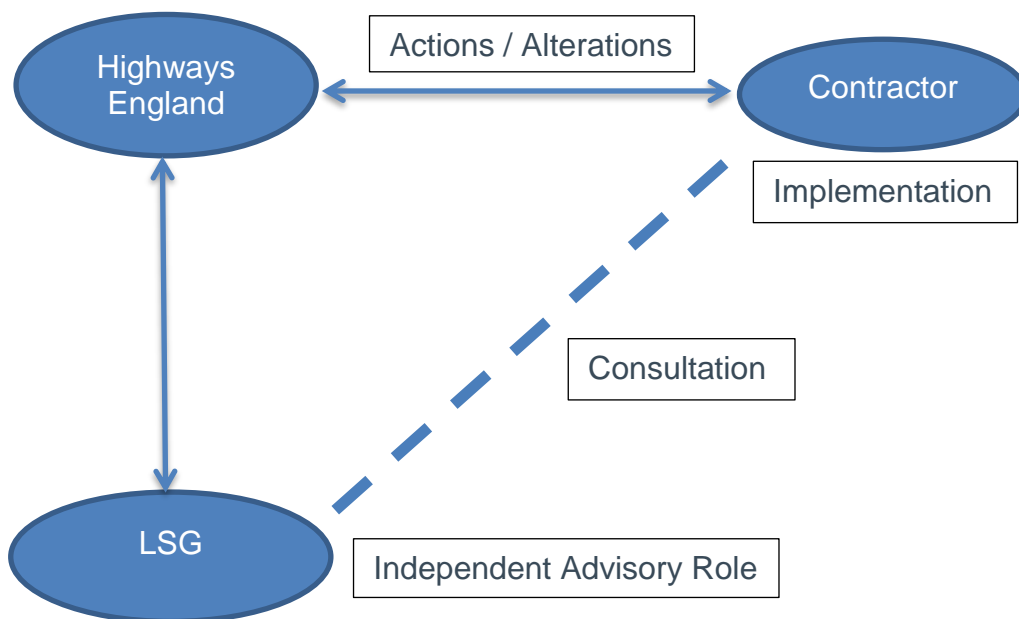 Actions / Alterations
Highways
England
Contractor
Implementation
Consultation
LSG
Independent Advisory Role